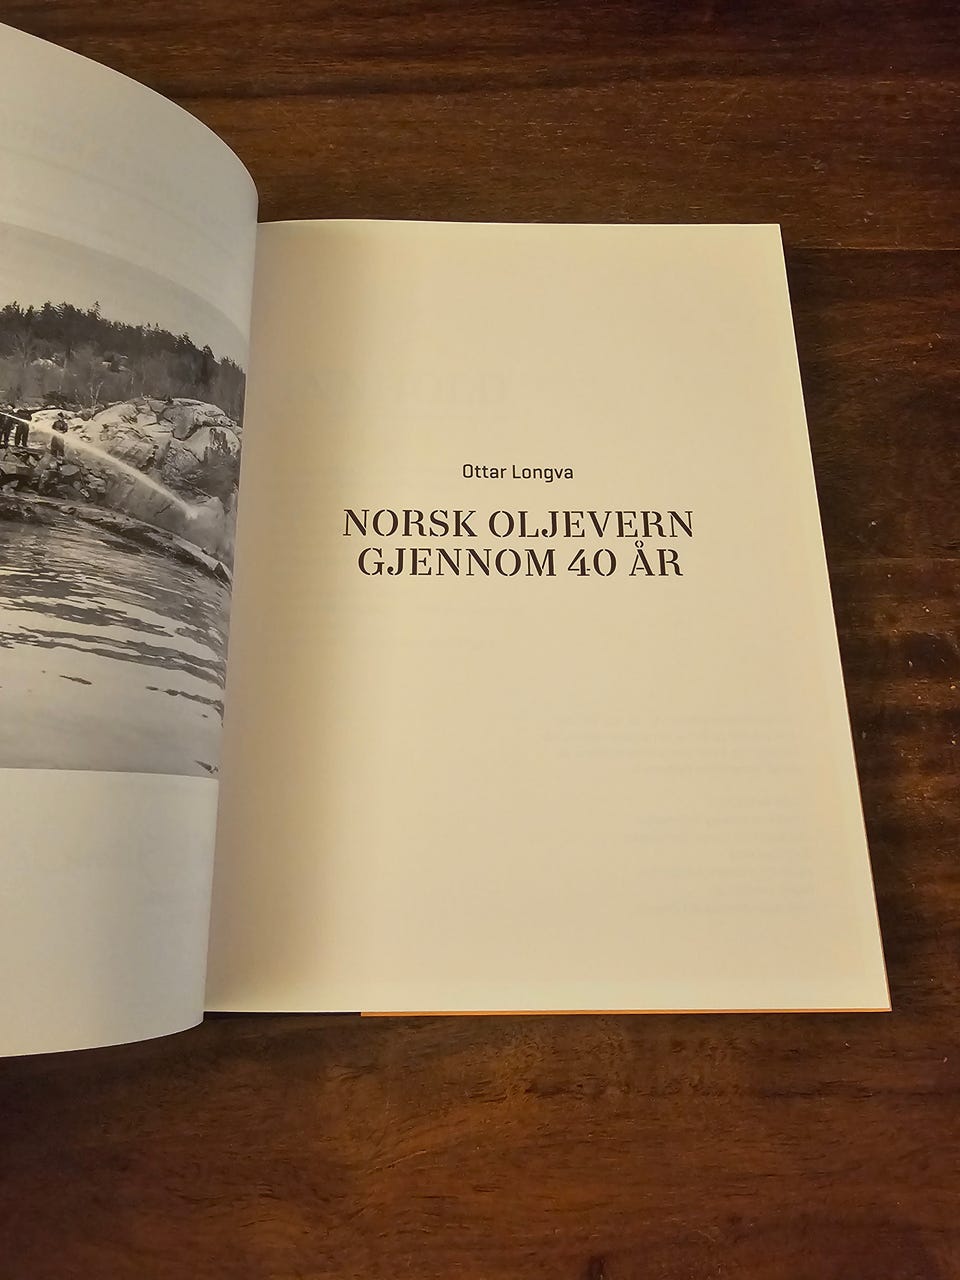 Ottar Longva
NORSK OLJEVERN
GJENNOM 40 ÅR